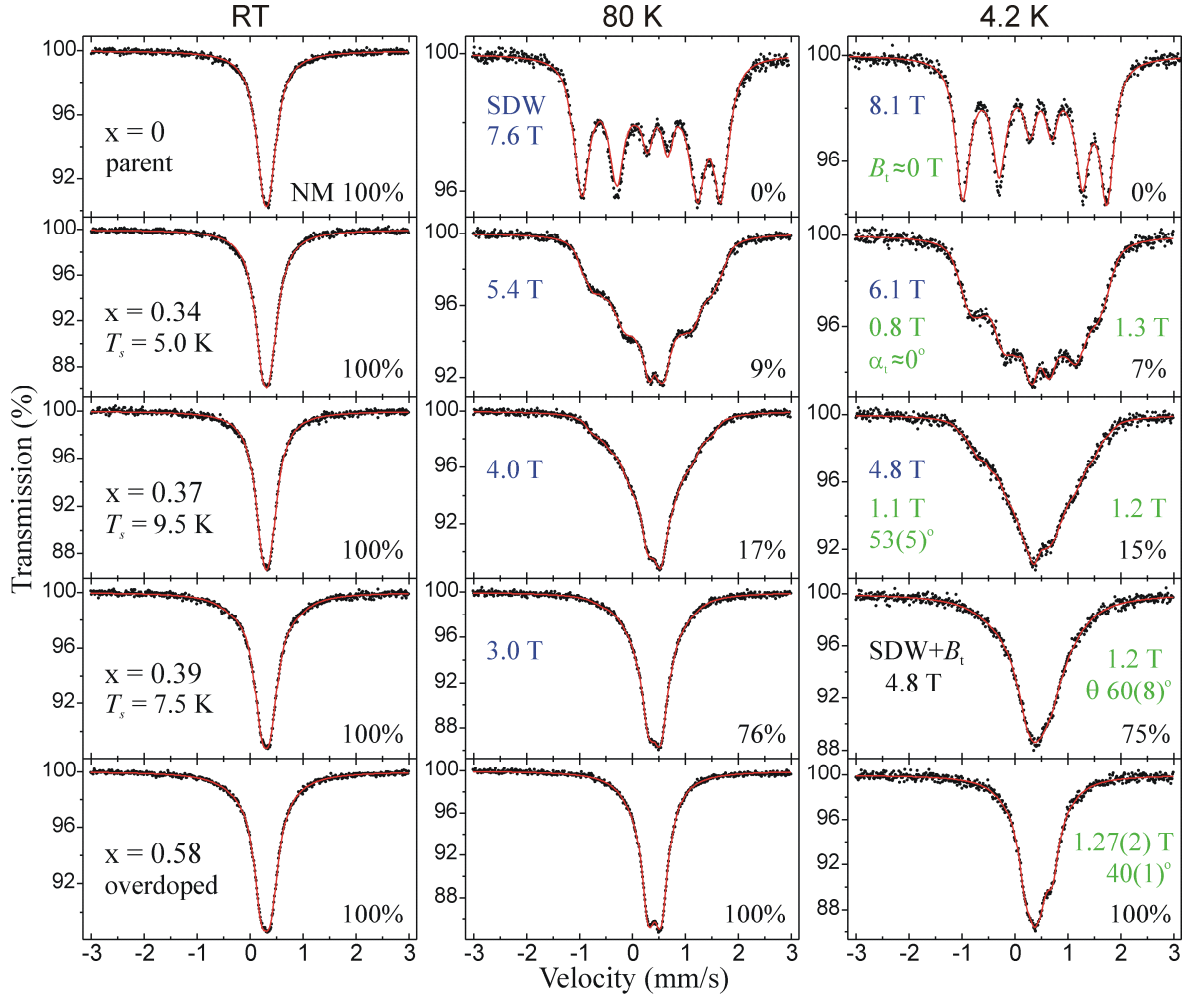 RT
80 K
4.2 K
Transmission (%)
100
96
92
x = 0
parent
NM 100%
100
96
SDW
7.6 T
0%
100
96
8.1 T
Bt ≈0 T
0%
100
96
92
88
x = 0.34
Ts = 5.0 K
100%
100
96
92
5.4 T
9%
100
96
6.1 T
0.8 T
αt ≈0°
1.3 T
7%
100
96
92
88
x = 0.37
Ts = 9.5 K
100%
100
96
92
4.0 T
17%
100
96
92
4.8 T
1.1 T
53(5)°
1.2 T
15%
100
96
92
x = 0.39
Ts = 7.5 K
100%
100
96
92
88
3.0 T
76%
100
96
92
88
SDW+Bt
4.8 T
1.2 T
θ 60(8)°
75%
100
96
92
x = 0.58
overdoped
100%
100
96
92
88
100%
100
96
92
88
1.27(2) T
40(1)°
100%
-3 -2 -1 0 1 2 3
-3 -2 -1 0 1 2 3
-3 -2 -1 0 1 2 3
Velocity (mm/s)